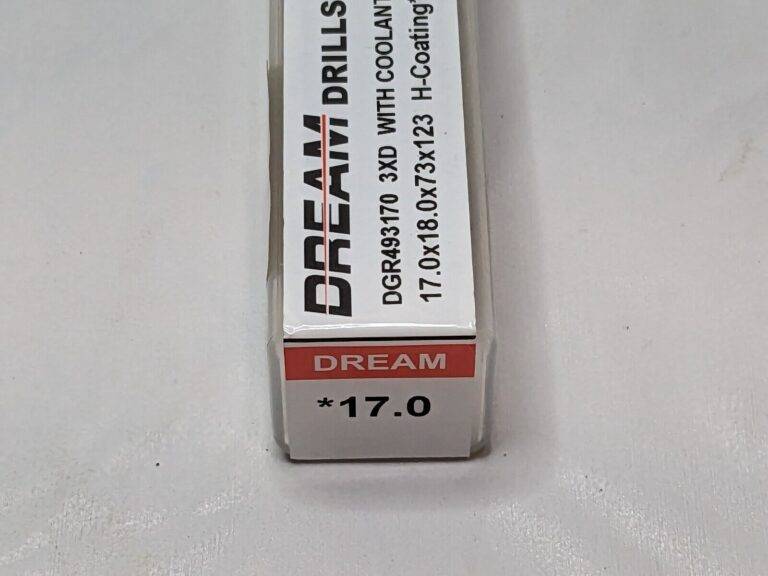 DREAM DRILLS
DGR493170 3XD WITH COOLANT
17.0x18.0x73x123 H-Coating
DREAM
*17.0